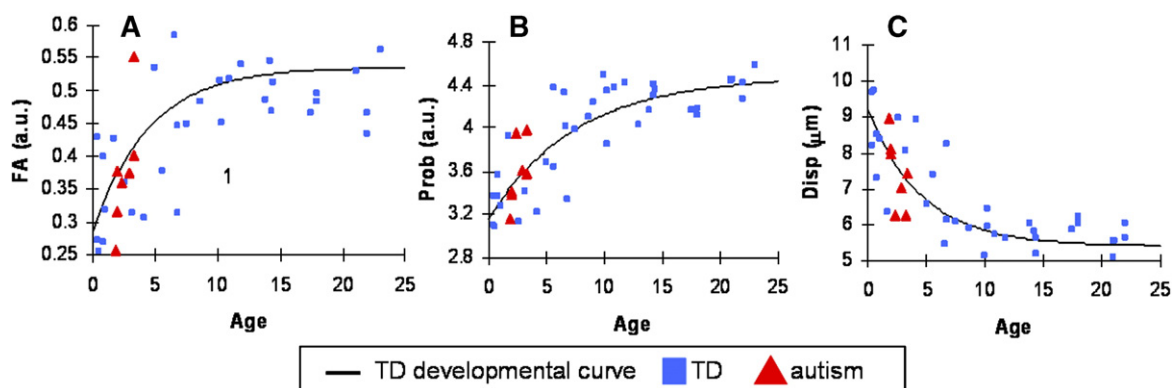 A
B
C
FA (a.u.)
0.6
0.55
0.5
0.45
0.4
0.35
0.3
0.25
1
0 5 10 15 20 25
Age
Prob (a.u.)
4.8
4.4
4
3.6
3.2
2.8
0 5 10 15 20 25
Age
Disp (μm)
11
10
9
8
7
6
5
0 5 10 15 20 25
Age
TD developmental curve TD autism